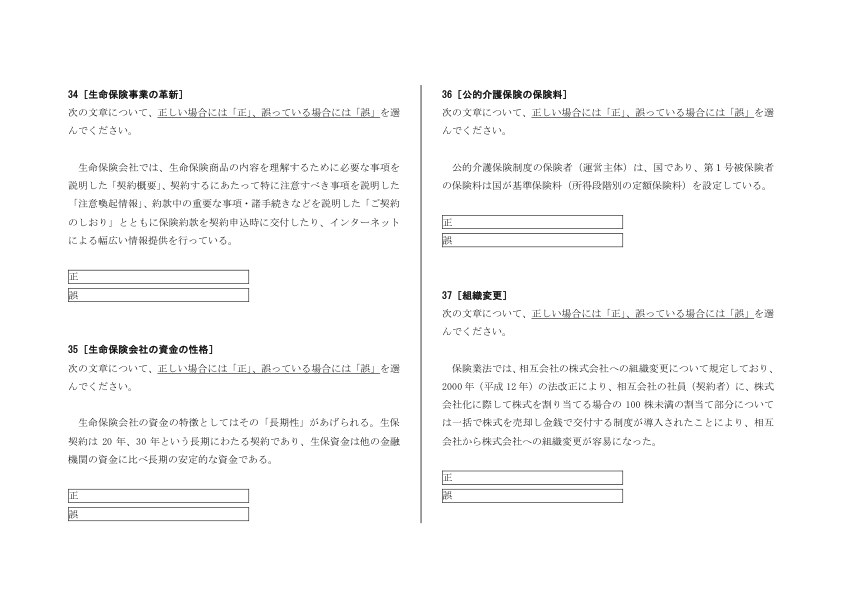 34 [生命保険事業の革新]
次の文章について、正しい場合には「正」、誤っている場合には「誤」を選
んでください。
生命保険会社では、生命保険商品の内容を理解するために必要な事項を
説明した「契約概要」、契約するにあたって特に注意すべき事項を説明した
「注意喚起情報」、約款中の重要な事項・諸手続きなどを説明した「ご契約
のしおり」とともに保険約款を契約申込時に交付したり、インターネット
による幅広い情報提供を行っている。
正
誤
35 [生命保険会社の資金の性格]
次の文章について、正しい場合には「正」、誤っている場合には「誤」を選
んでください。
生命保険会社の資金の特徴としてはその「長期性」があげられる。生保
契約は 20 年、30 年という長期にわたる契約であり、生保資金は他の金融
機関の資金に比べ長期の安定的な資金である。
正
誤
36 [公的介護保険の保険料]
次の文章について、正しい場合には「正」、誤っている場合には「誤」を選
んでください。
公的介護保険制度の保険者（運営主体）は、国であり、第 1 号被保険者
の保険料は国が基準保険料（所得段階別の定額保険料）を設定している。
正
誤
37 [組織変更]
次の文章について、正しい場合には「正」、誤っている場合には「誤」を選
んでください。
保険業法では、相互会社の株式会社への組織変更について規定しており、
2000 年（平成 12 年）の法改正により、相互会社の社員（契約者）に、株式
会社化に際して株式を割り当てる場合の 100 株未満の割当て部分について
は一括で株式を売却し金銭で交付する制度が導入されたことにより、相互
会社から株式会社への組織変更が容易になった。
正
誤